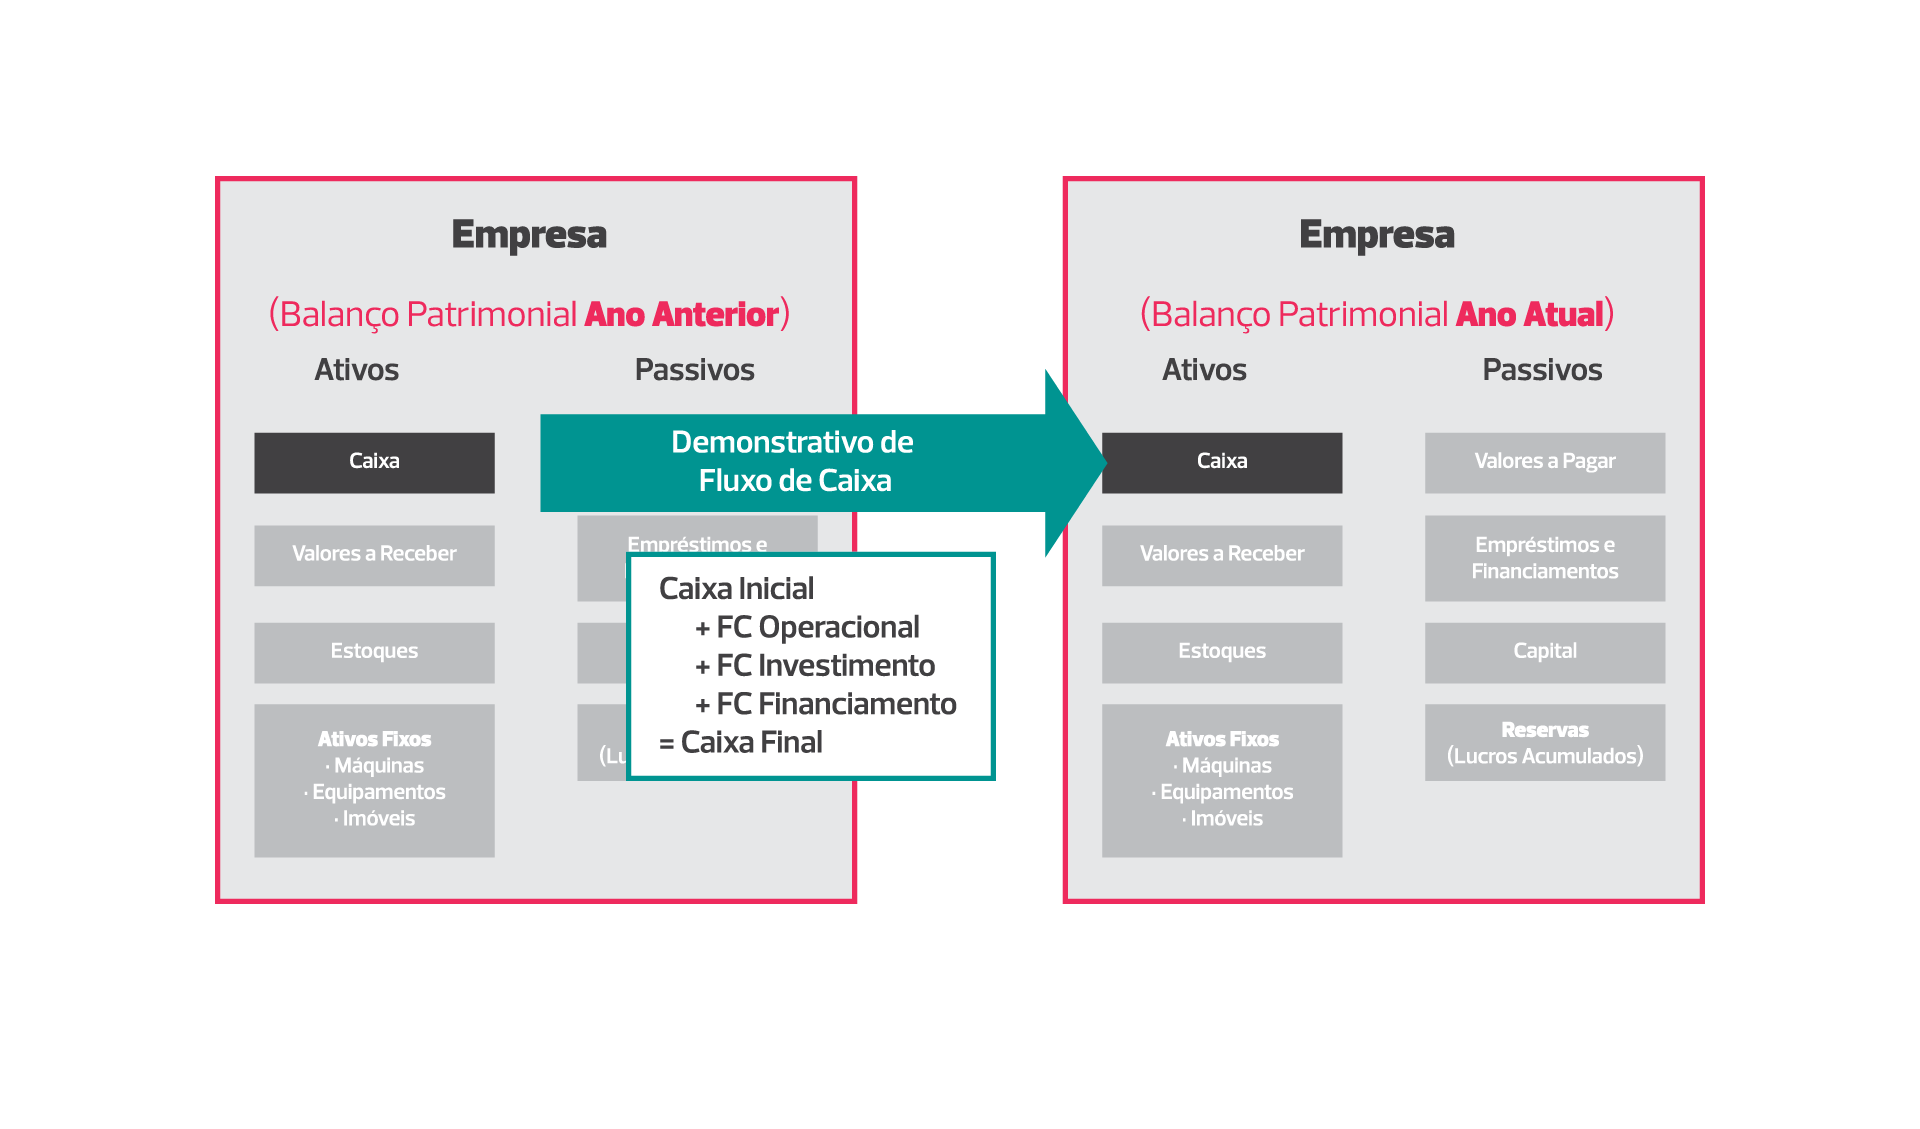 Empresa
(Balanço Patrimonial Ano Anterior)
Ativos
Passivos
Caixa
Valores a Receber
Estoques
Ativos Fixos
· Máquinas
· Equipamentos
· Imóveis
Empréstimos e
Demonstrativo de
Fluxo de Caixa
Caixa Inicial
+ FC Operacional
+ FC Investimento
+ FC Financiamento
= Caixa Final
Empresa
(Balanço Patrimonial Ano Atual)
Ativos
Passivos
Caixa
Valores a Receber
Estoques
Ativos Fixos
· Máquinas
· Equipamentos
· Imóveis
Valores a Pagar
Empréstimos e
Financiamentos
Capital
Reservas
(Lucros Acumulados)